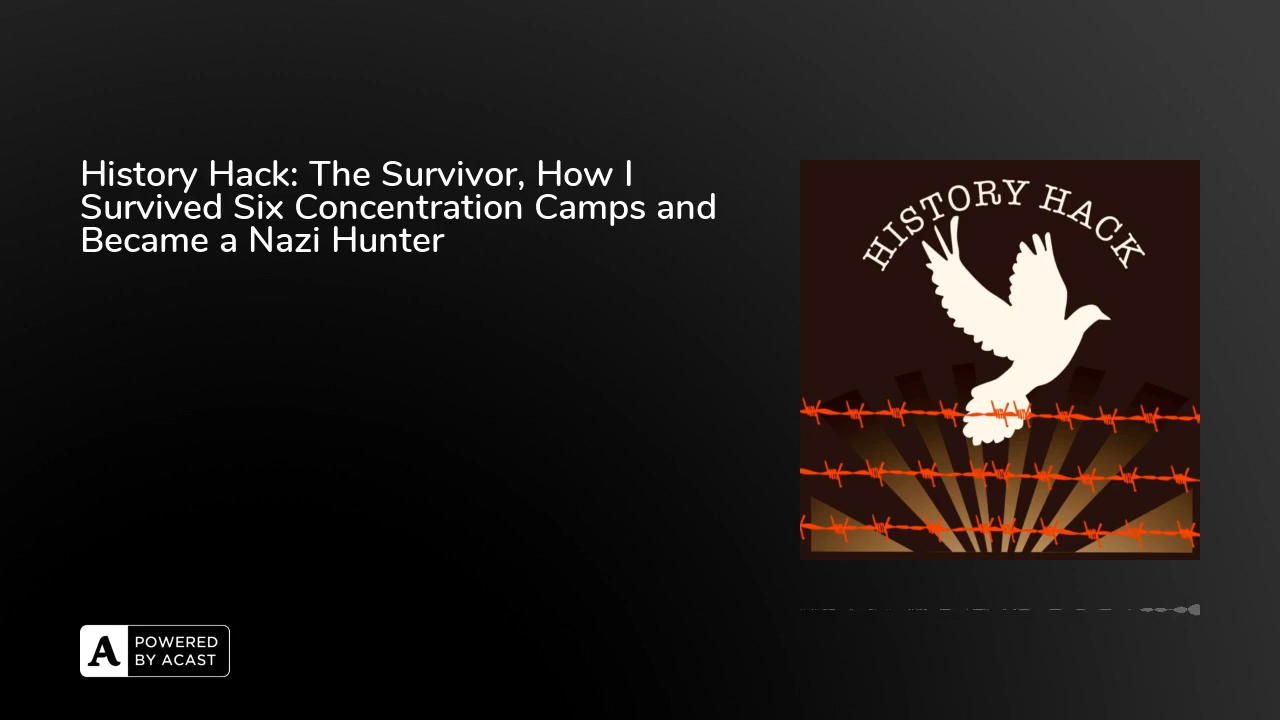 History Hack: The Survivor, How I
Survived Six Concentration Camps and
Became a Nazi Hunter
HISTORY HACK
A POWERED
BY ACAST